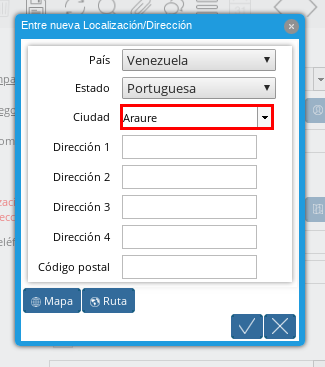 Entre nueva Localización/Dirección
País Venezuela
Estado Portuguesa
Ciudad Araure
Dirección 1
Dirección 2
Dirección 3
Dirección 4
Código postal
Mapa Ruta